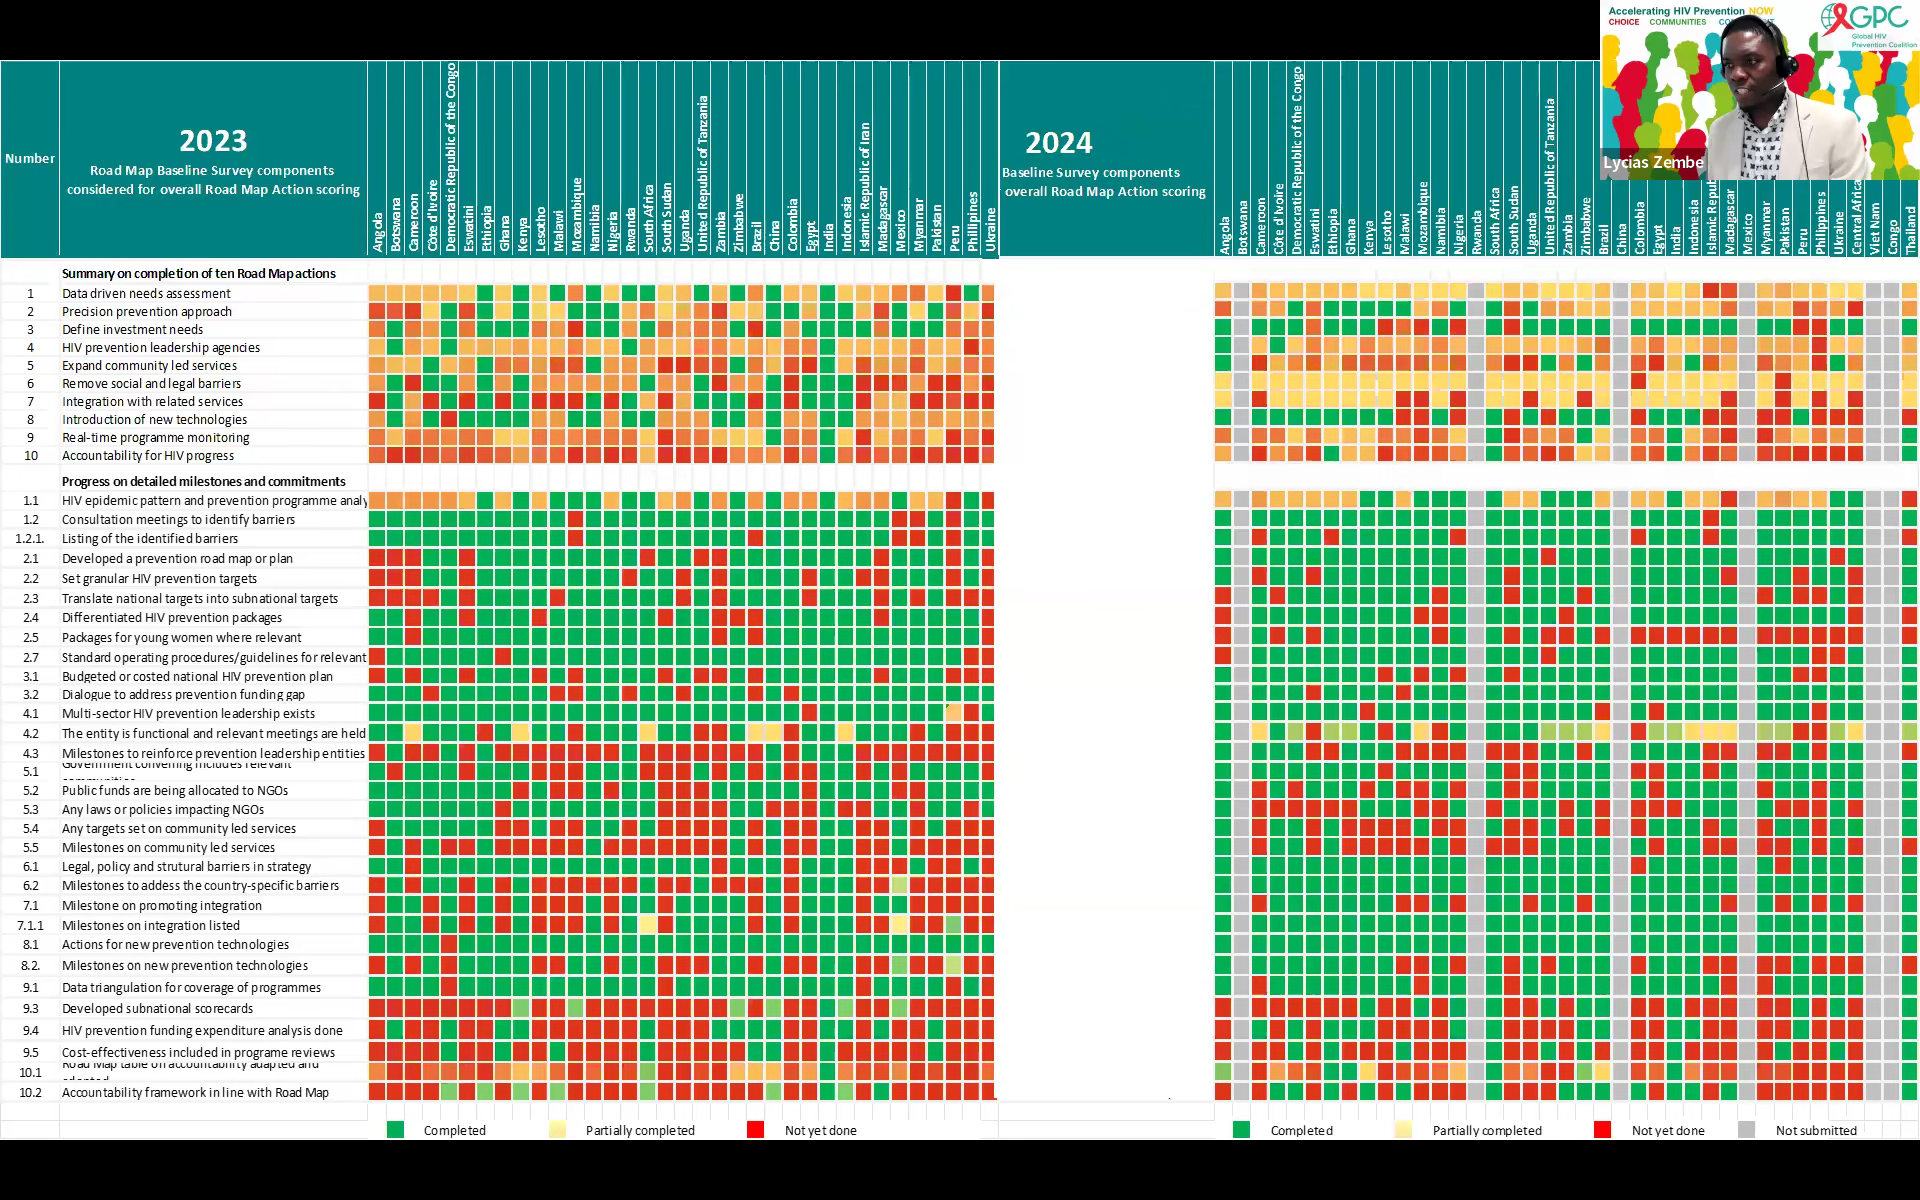 Accelerating HIV Prevention NOW
CHOICE COMMUNITIES
GPC
Global HIV
Prevention Coalition
Lycias Zembe
Number
2023
Road Map Baseline Survey components
considered for overall Road Map Action scoring
Angola
Botswana
Cameroon
Côte d'Ivoire
Democratic Republic of the Congo
Eswatini
Ethiopia
Ghana
Kenya
Lesotho
Malawi
Mozambique
Namibia
Nigeria
Rwanda
South Africa
South Sudan
Uganda
United Republic of Tanzania
Zambia
Zimbabwe
Brazil
China
Colombia
Egypt
India
Indonesia
Islamic Republic of Iran
Madagascar
Mexico
Myanmar
Pakistan
Peru
Phillipines
Ukraine
2024
Baseline Survey components
overall Road Map Action scoring
Angola
Botswana
Cameroon
Côte d'Ivoire
Democratic Republic of the Congo
Eswatini
Ethiopia
Ghana
Kenya
Lesotho
Malawi
Mozambique
Namibia
Nigeria
Rwanda
South Africa
South Sudan
Uganda
United Republic of Tanzania
Zambia
Zimbabwe
Brazil
China
Colombia
Egypt
India
Indonesia
Islamic Repub
Madagascar
Mexico
Myanmar
Pakistan
Peru
Philippines
Ukraine
Central Africa
Viet Nam
Congo
Thailand
Summary on completion of ten Road Map actions
1 Data driven needs assessment
2 Precision prevention approach
3 Define investment needs
4 HIV prevention leadership agencies
5 Expand community led services
6 Remove social and legal barriers
7 Integration with related services
8 Introduction of new technologies
9 Real-time programme monitoring
10 Accountability for HIV progress
Progress on detailed milestones and commitments
1.1 HIV epidemic pattern and prevention programme analy
1.2 Consultation meetings to identify barriers
1.2.1. Listing of the identified barriers
2.1 Developed a prevention road map or plan
2.2 Set granular HIV prevention targets
2.3 Translate national targets into subnational targets
2.4 Differentiated HIV prevention packages
2.5 Packages for young women where relevant
2.7 Standard operating procedures/guidelines for relevant
3.1 Budgeted or costed national HIV prevention plan
3.2 Dialogue to address prevention funding gap
4.1 Multi-sector HIV prevention leadership exists
4.2 The entity is functional and relevant meetings are held
4.3 Milestones to reinforce prevention leadership entities
5.1 Government convening includes relevant
5.2 Public funds are being allocated to NGOs
5.3 Any laws or policies impacting NGOs
5.4 Any targets set on community led services
5.5 Milestones on community led services
6.1 Legal, policy and strutural barriers in strategy
6.2 Milestones to address the country-specific barriers
7.1 Milestone on promoting integration
7.1.1 Milestones on integration listed
8.1 Actions for new prevention technologies
8.2. Milestones on new prevention technologies
9.1 Data triangulation for coverage of programmes
9.3 Developed subnational scorecards
9.4 HIV prevention funding expenditure analysis done
9.5 Cost-effectiveness included in programe reviews
10.1 Road Map table on accountability adapted and
10.2 Accountability framework in line with Road Map
Completed Partially completed Not yet done
Completed Partially completed Not yet done Not submitted